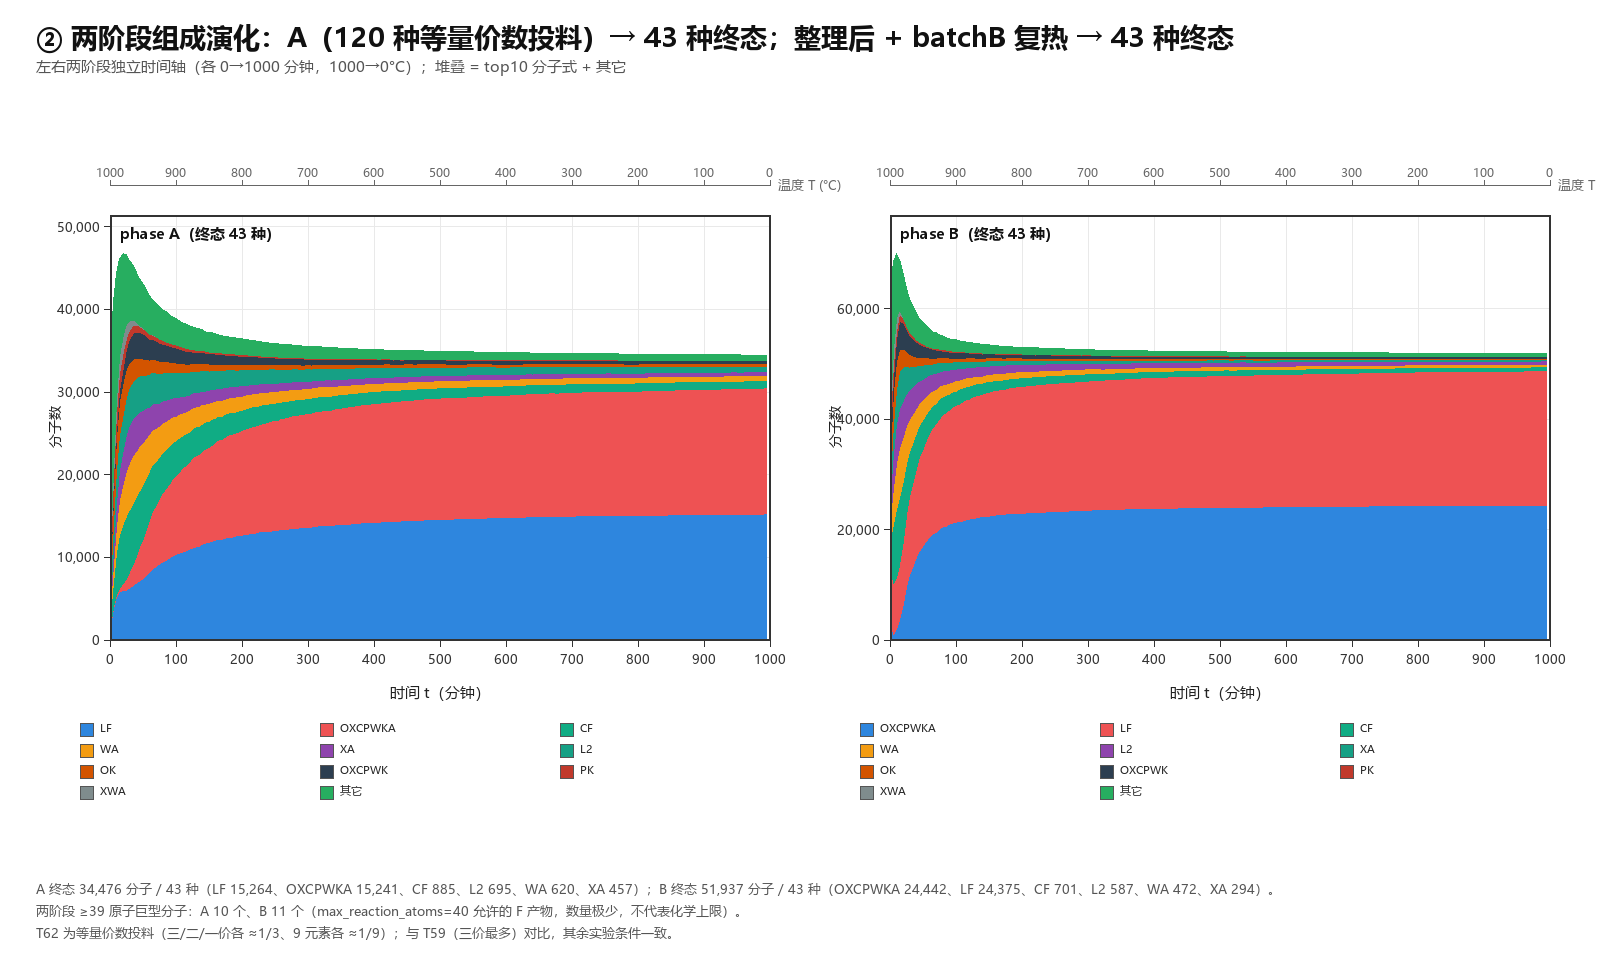 ② 两阶段组成演化：A（120 种等量价数投料）→ 43 种终态；整理后 + batchB 复热 → 43 种终态
左右两阶段独立时间轴（各 0→1000 分钟，1000→0°C）；堆叠 = top10 分子式 + 其它
1000 900 800 700 600 500 400 300 200 100 0 温度 T (°C)
1000 900 800 700 600 500 400 300 200 100 0 温度 T
phase A（终态 43 种）
50,000
40,000
30,000
20,000
10,000
0
分子数
0 100 200 300 400 500 600 700 800 900 1000
时间 t（分钟）
phase B（终态 43 种）
60,000
40,000
20,000
0
分子数
0 100 200 300 400 500 600 700 800 900 1000
时间 t（分钟）
LF OXCPWKA CF
WA XA L2
OK OXCPWK PK
XWA 其它
OXCPWKA LF CF
WA L2 XA
OK OXCPWK PK
XWA 其它
A 终态 34,476 分子 / 43 种（LF 15,264、OXCPWKA 15,241、CF 885、L2 695、WA 620、XA 457）；B 终态 51,937 分子 / 43 种（OXCPWKA 24,442、LF 24,375、CF 701、L2 587、WA 472、XA 294）。
两阶段 ≥39 原子巨型分子：A 10 个、B 11 个（max_reaction_atoms=40 允许的 F 产物，数量极少，不代表化学上限）。
T62 为等量价数投料（三/二/一价各 ≈1/3、9 元素各 ≈1/9）；与 T59（三价最多）对比，其余实验条件一致。